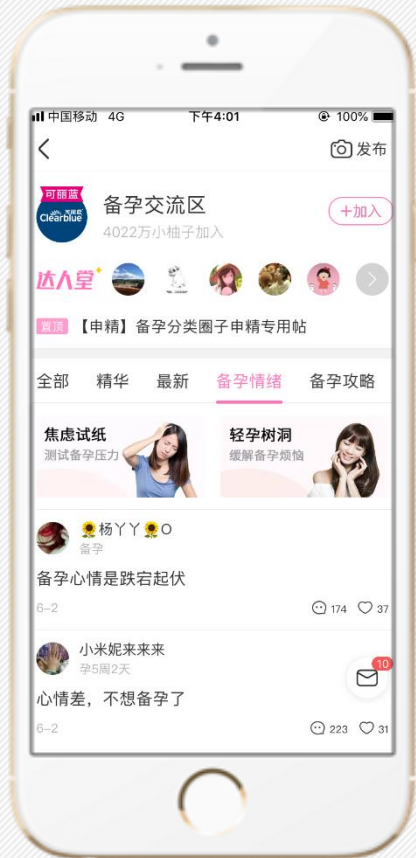 中国移动 4G 下午4:01 100%
发布
可丽蓝
Clearblue 可丽蓝
备孕交流区
+加入
4022万小柚子加入
达人堂
置顶 【申精】备孕分类圈子申精专用帖
全部 精华 最新 备孕情绪 备孕攻略
焦虑试纸
测试备孕压力
轻孕树洞
缓解备孕烦恼
🌻杨丫丫🌻O
备孕
备孕心情是跌宕起伏
6-2 174 37
小米妮来来来
孕5周2天
10
心情差，不想备孕了
6-2 223 31